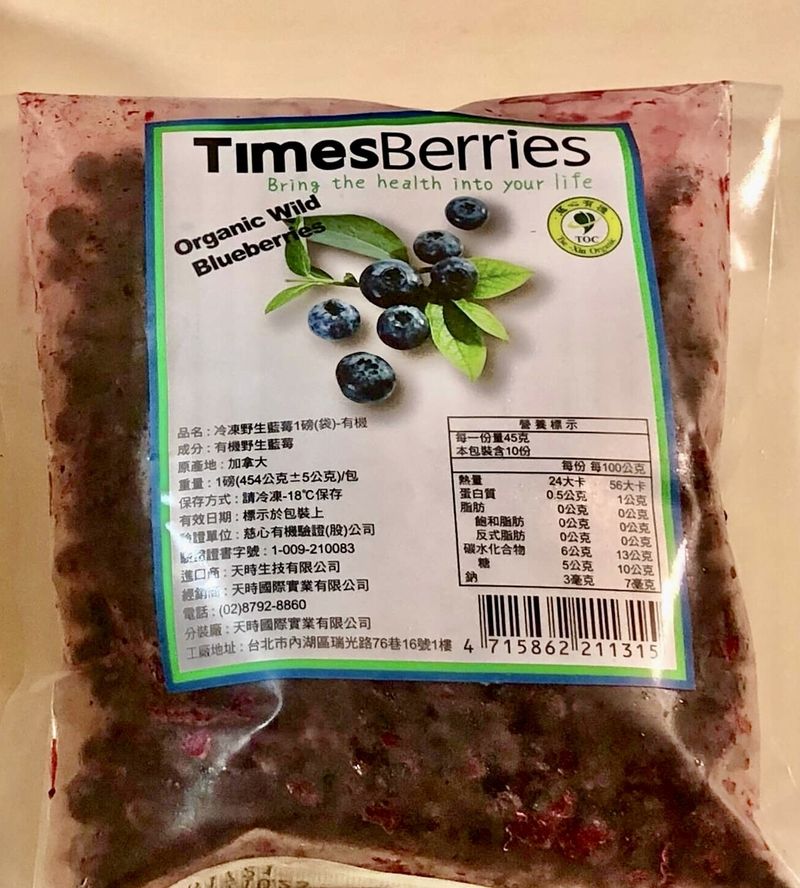 TimesBerries
Bring the health into your life
Organic Wild
Blueberries
慈心有機
TOC
Tse-Xin Organic
品名：冷凍野生藍莓1磅(袋)-有機
成分：有機野生藍莓
原產地：加拿大
重量：1磅(454公克±5公克)/包
保存方式：請冷凍-18℃保存
有效日期：標示於包裝上
驗證單位：慈心有機驗證(股)公司
證書字號：1-009-210083
進口商：天時生技有限公司
經銷商：天時國際實業有限公司
電話：(02)8792-8860
分裝廠：天時國際實業有限公司
工廠地址：台北市內湖區瑞光路76巷16號1樓
營養標示
每一份量45克
本包裝含10份
每份 每100公克
熱量 24大卡 56大卡
蛋白質 0.5公克 1公克
脂肪 0公克 0公克
飽和脂肪 0公克 0公克
反式脂肪 0公克 0公克
碳水化合物 6公克 13公克
糖 5公克 10公克
鈉 3毫克 7毫克
4 715862 211315